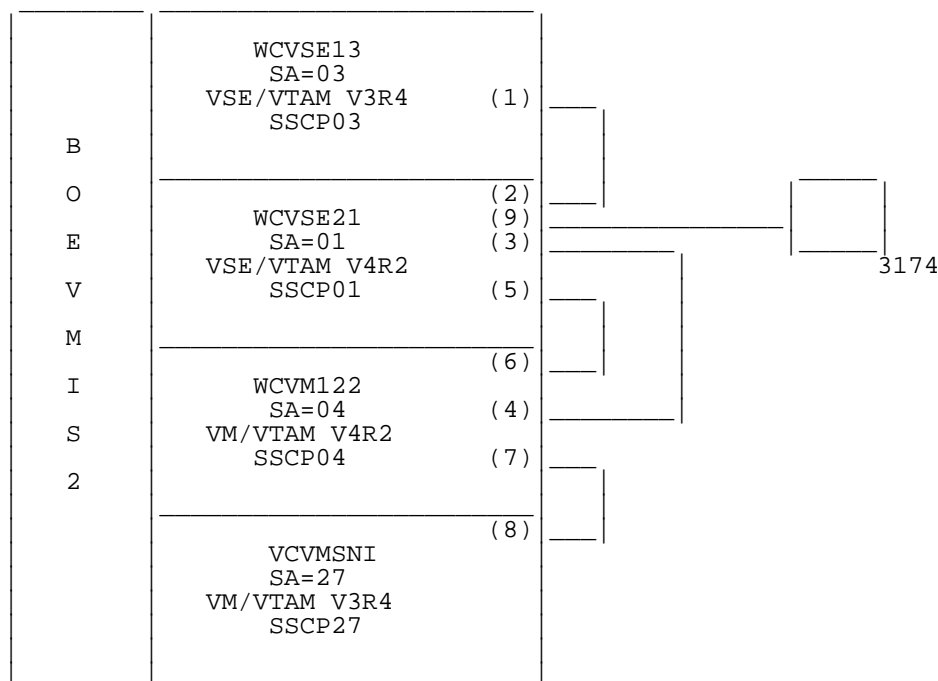 WCVSE13
SA=03
VSE/VTAM V3R4 (1)
SSCP03
B
O
E
V
M
I
S
2
(2)
WCVSE21 (9)
SA=01 (3)
VSE/VTAM V4R2
SSCP01 (5)
3174
(6)
WCVM122
SA=04 (4)
VM/VTAM V4R2
SSCP04 (7)
(8)
VCVMSNI
SA=27
VM/VTAM V3R4
SSCP27